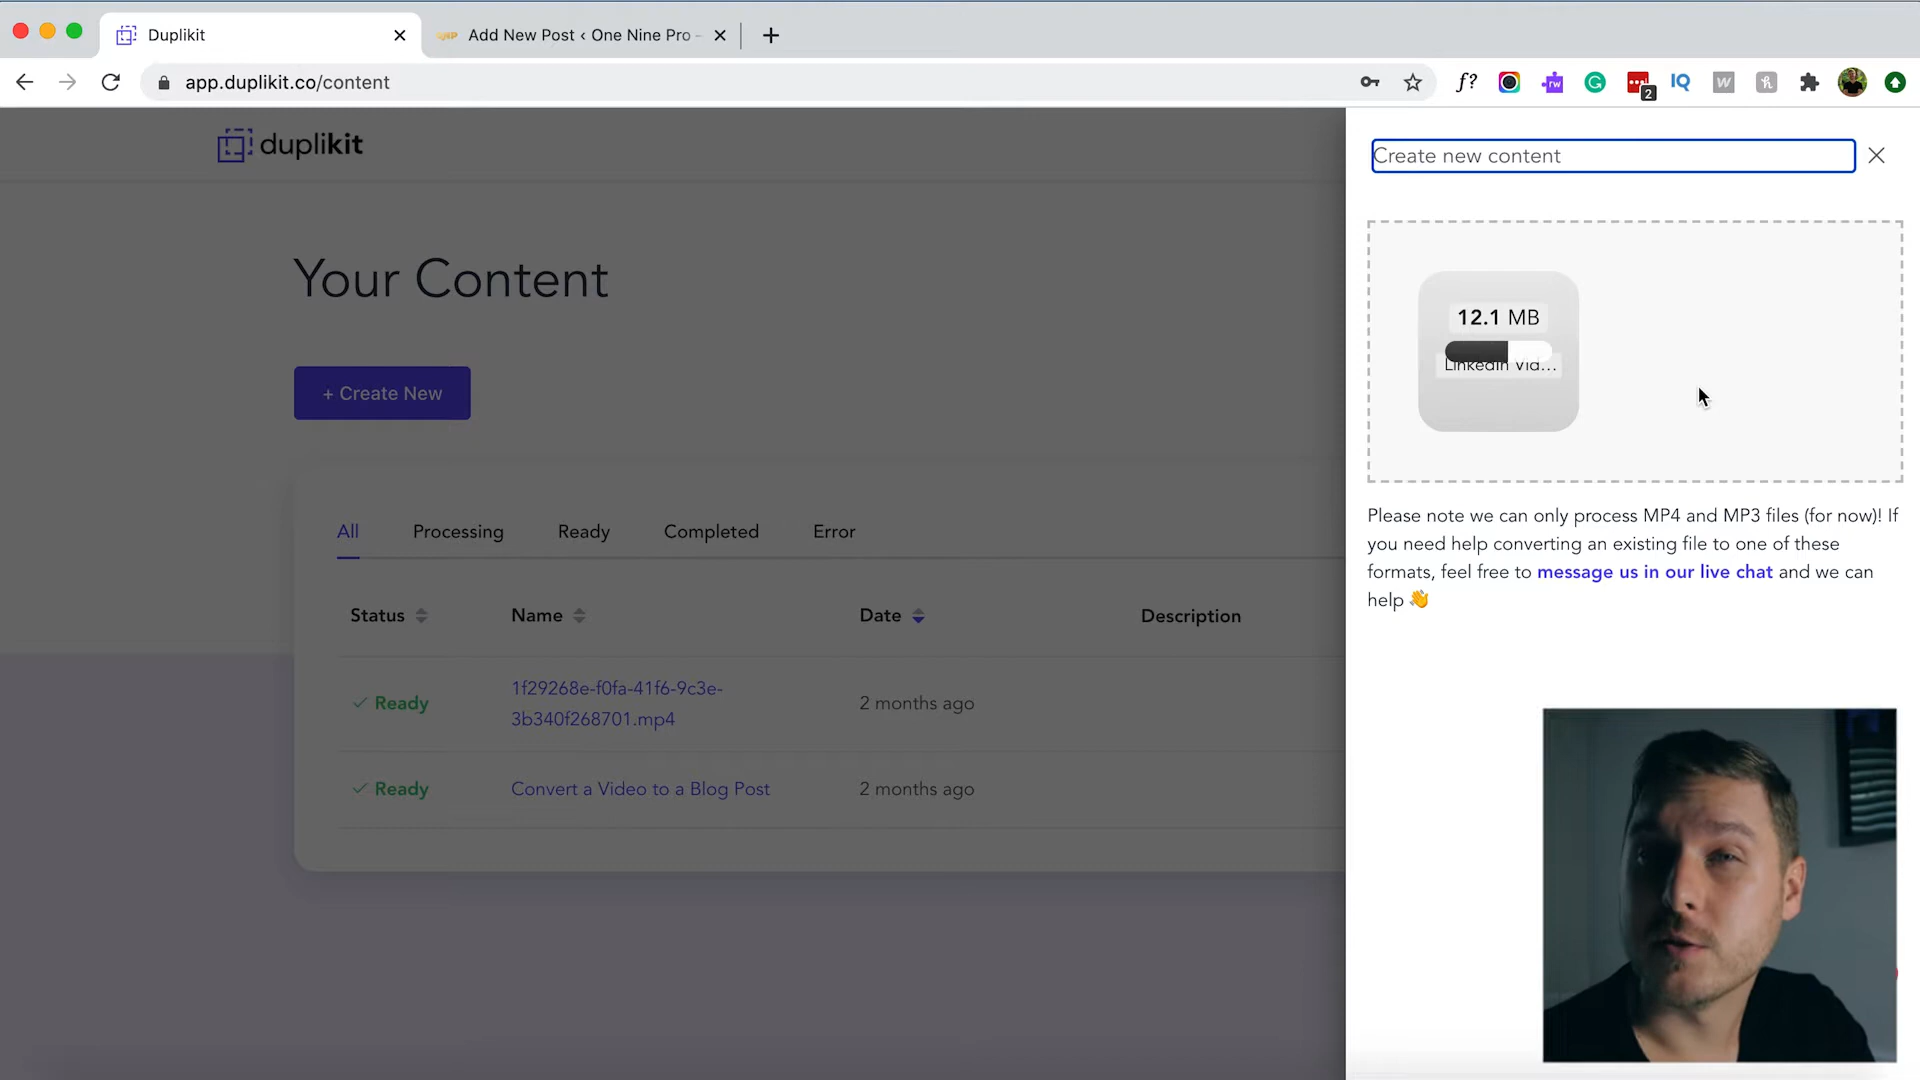 Duplikit
Add New Post ‹ One Nine Pro -
app.duplikit.co/content
f?
rw
2
IQ
W
duplikit
Create new content
Your Content
12.1 MB
LinkedIn Vid...
+ Create New
Please note we can only process MP4 and MP3 files (for now)! If
you need help converting an existing file to one of these
formats, feel free to message us in our live chat and we can
help 👋
All Processing Ready Completed Error
Status Name Date Description
Ready 1f29268e-f0fa-41f6-9c3e-
3b340f268701.mp4 2 months ago
Ready Convert a Video to a Blog Post 2 months ago